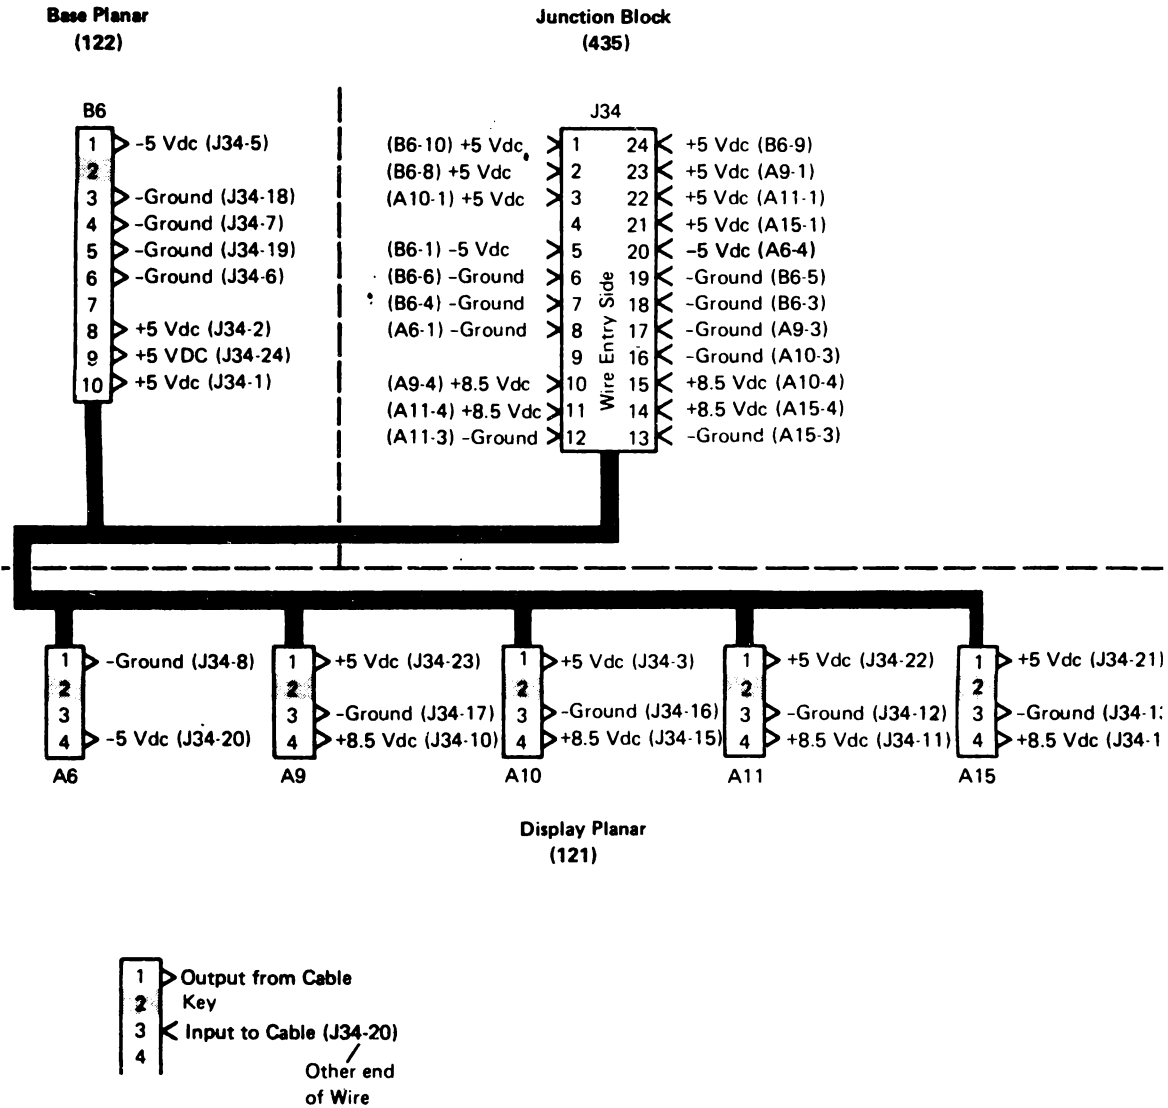 Base Planar
(122)
Junction Block
(435)
B6
1 -5 Vdc (J34-5)
2
3 -Ground (J34-18)
4 -Ground (J34-7)
5 -Ground (J34-19)
6 -Ground (J34-6)
7
8 +5 Vdc (J34-2)
9 +5 VDC (J34-24)
10 +5 Vdc (J34-1)
J34
(B6-10) +5 Vdc 1 24 +5 Vdc (B6-9)
(B6-8) +5 Vdc 2 23 +5 Vdc (A9-1)
(A10-1) +5 Vdc 3 22 +5 Vdc (A11-1)
4 21 +5 Vdc (A15-1)
(B6-1) -5 Vdc 5 20 -5 Vdc (A6-4)
(B6-6) -Ground 6 19 -Ground (B6-5)
(B6-4) -Ground 7 18 -Ground (B6-3)
(A6-1) -Ground 8 17 -Ground (A9-3)
9 16 -Ground (A10-3)
(A9-4) +8.5 Vdc 10 15 +8.5 Vdc (A10-4)
(A11-4) +8.5 Vdc 11 14 +8.5 Vdc (A15-4)
(A11-3) -Ground 12 13 -Ground (A15-3)
Wire Entry Side
1 -Ground (J34-8)
2
3
4 -5 Vdc (J34-20)
A6
1 +5 Vdc (J34-23)
2
3 -Ground (J34-17)
4 +8.5 Vdc (J34-10)
A9
1 +5 Vdc (J34-3)
2
3 -Ground (J34-16)
4 +8.5 Vdc (J34-15)
A10
1 +5 Vdc (J34-22)
2
3 -Ground (J34-12)
4 +8.5 Vdc (J34-11)
A11
1 +5 Vdc (J34-21)
2
3 -Ground
4 +8.5 Vdc
A15
Display Planar
(121)
1 Output from Cable
2 Key
3 Input to Cable (J34-20)
4
Other end
of Wire